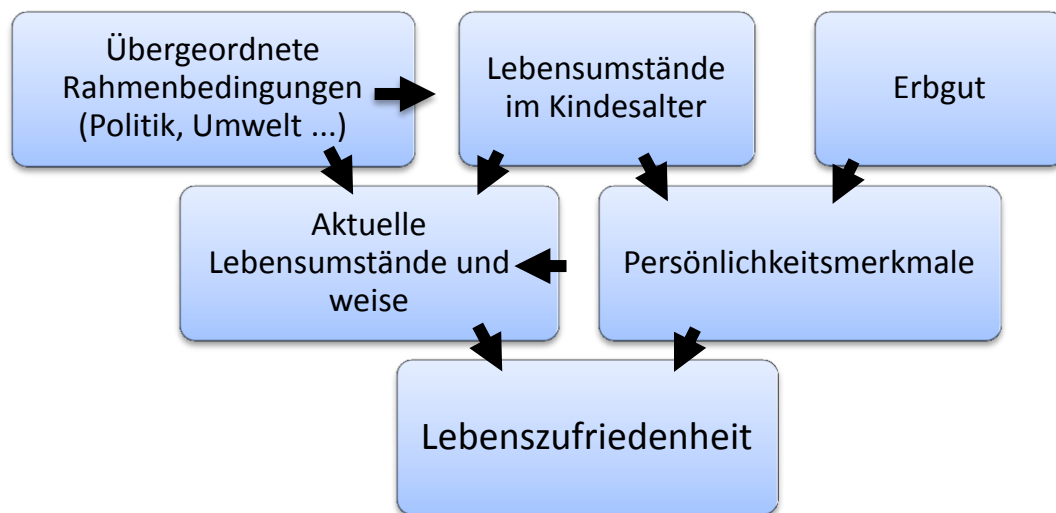 Übergeordnete
Rahmenbedingungen
(Politik, Umwelt ...)
Lebensumstände
im Kindesalter
Erbgut
Aktuelle
Lebensumstände und
weise
Persönlichkeitsmerkmale
Lebenszufriedenheit